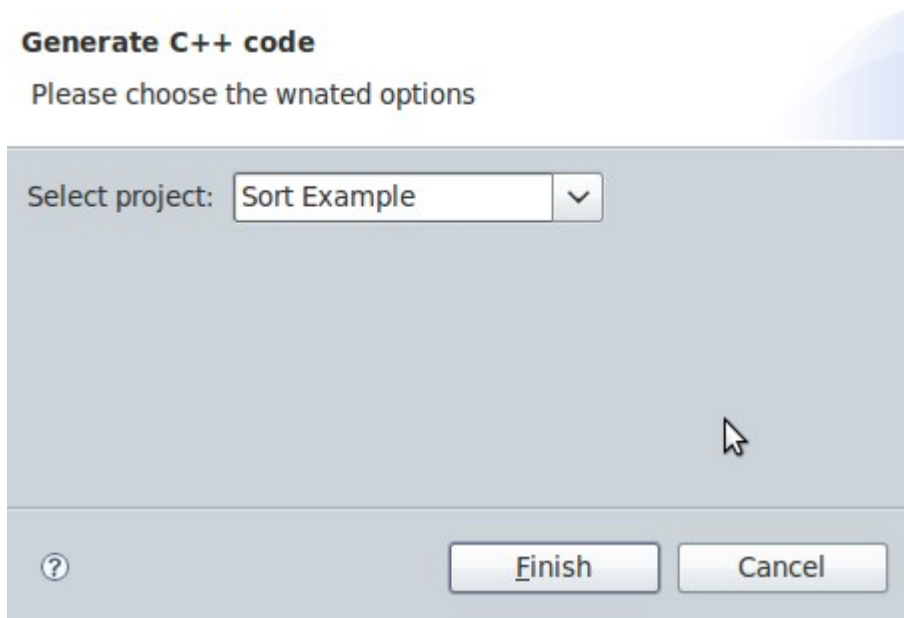 Generate C++ code
Please choose the wnated options
Select project: Sort Example
?
Finish Cancel